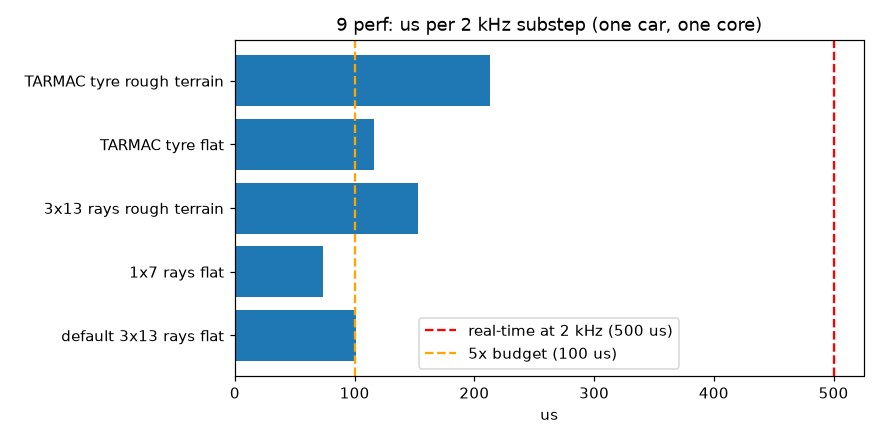 9 perf: us per 2 kHz substep (one car, one core)
TARMAC tyre rough terrain
TARMAC tyre flat
3x13 rays rough terrain
1x7 rays flat
default 3x13 rays flat
real-time at 2 kHz (500 us)
5x budget (100 us)
0 100 200 300 400 500
us